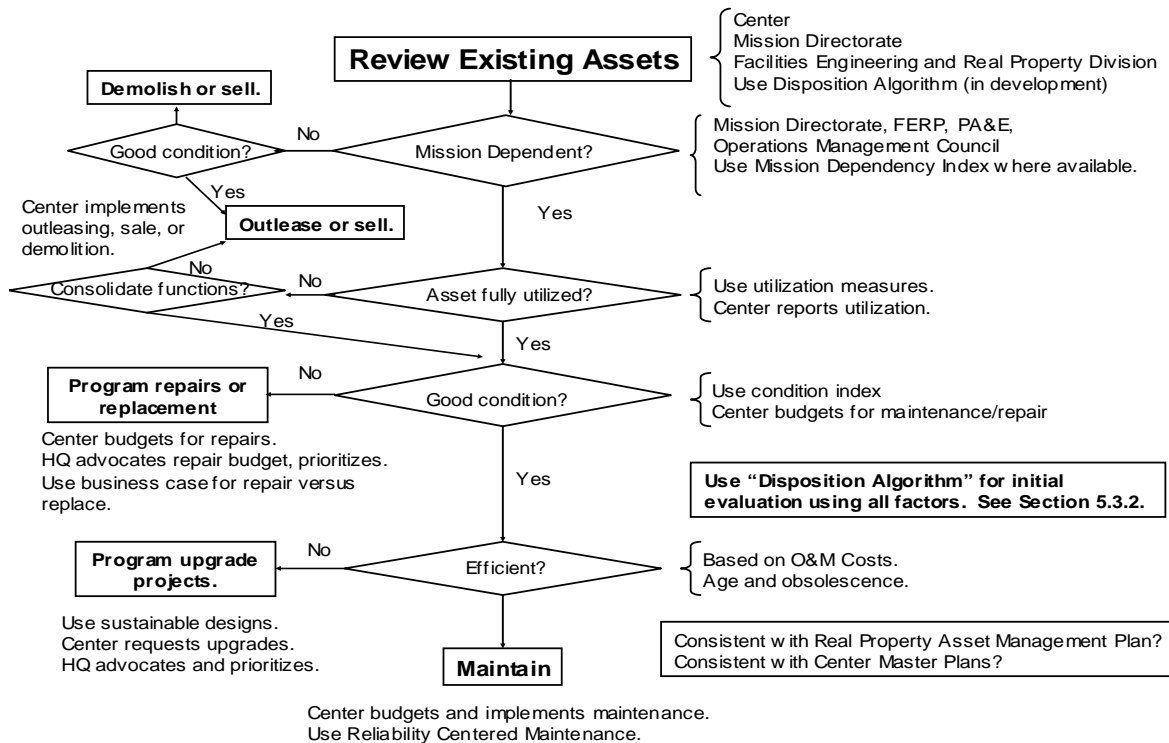 Review Existing Assets
Center
Mission Directorate
Facilities Engineering and Real Property Division
Use Disposition Algorithm (in development)
Demolish or sell.
No
Good condition?
Mission Dependent?
Mission Directorate, FERP, PA&E,
Operations Management Council
Use Mission Dependency Index where available.
Yes
Center implements
outleasing, sale, or
demolition.
Outlease or sell.
Yes
No
Consolidate functions?
No
Asset fully utilized?
Use utilization measures.
Center reports utilization.
Yes
Yes
Program repairs or
replacement
No
Good condition?
Use condition index
Center budgets for maintenance/repair
Center budgets for repairs.
HQ advocates repair budget, prioritizes.
Use business case for repair versus
replace.
Yes
Use “Disposition Algorithm” for initial
evaluation using all factors.  See Section 5.3.2.
Program upgrade
projects.
No
Efficient?
Based on O&M Costs.
Age and obsolescence.
Use sustainable designs.
Center requests upgrades.
HQ advocates and prioritizes.
Maintain
Consistent with Real Property Asset Management Plan?
Consistent with Center Master Plans?
Center budgets and implements maintenance.
Use Reliability Centered Maintenance.